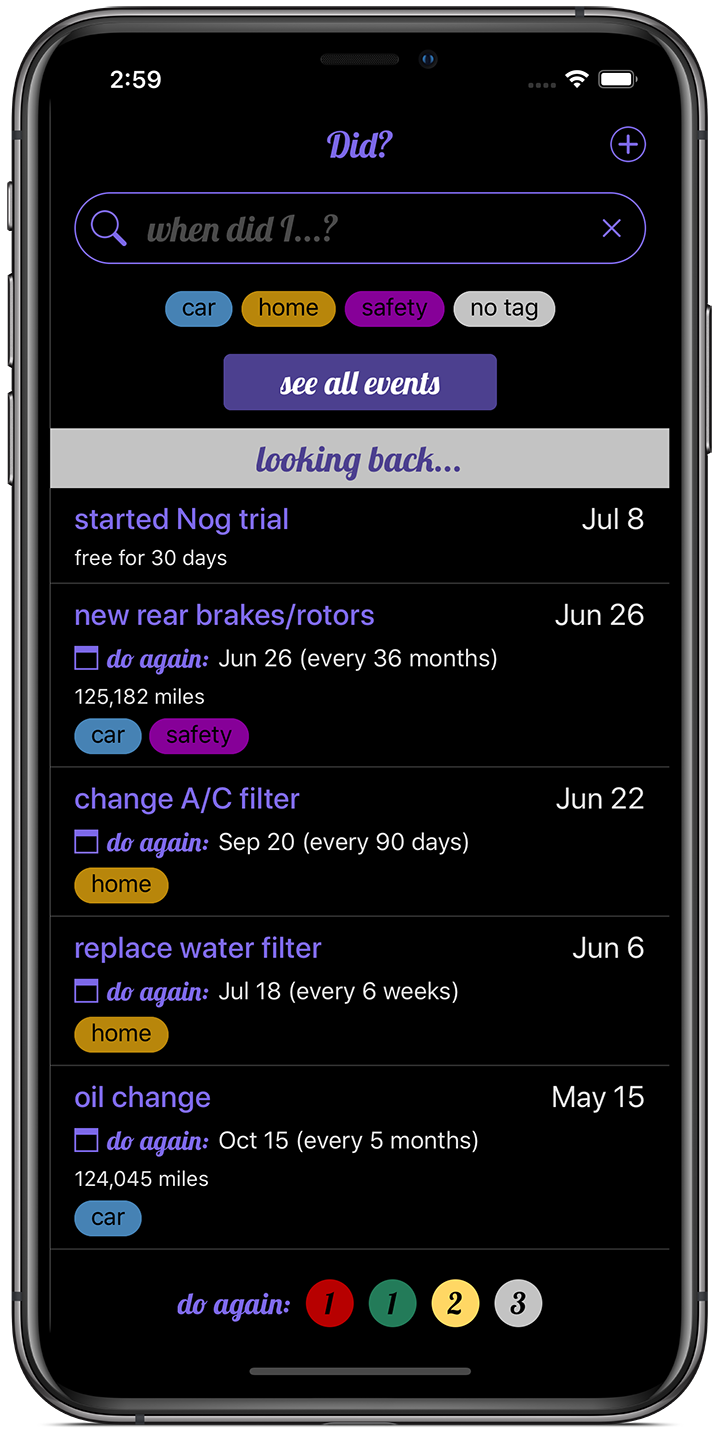 2:59
Did?
when did I...?
car home safety no tag
see all events
looking back...
started Nog trial Jul 8
free for 30 days
new rear brakes/rotors Jun 26
do again: Jun 26 (every 36 months)
125,182 miles
car safety
change A/C filter Jun 22
do again: Sep 20 (every 90 days)
home
replace water filter Jun 6
do again: Jul 18 (every 6 weeks)
home
oil change May 15
do again: Oct 15 (every 5 months)
124,045 miles
car
do again: 1 1 2 3